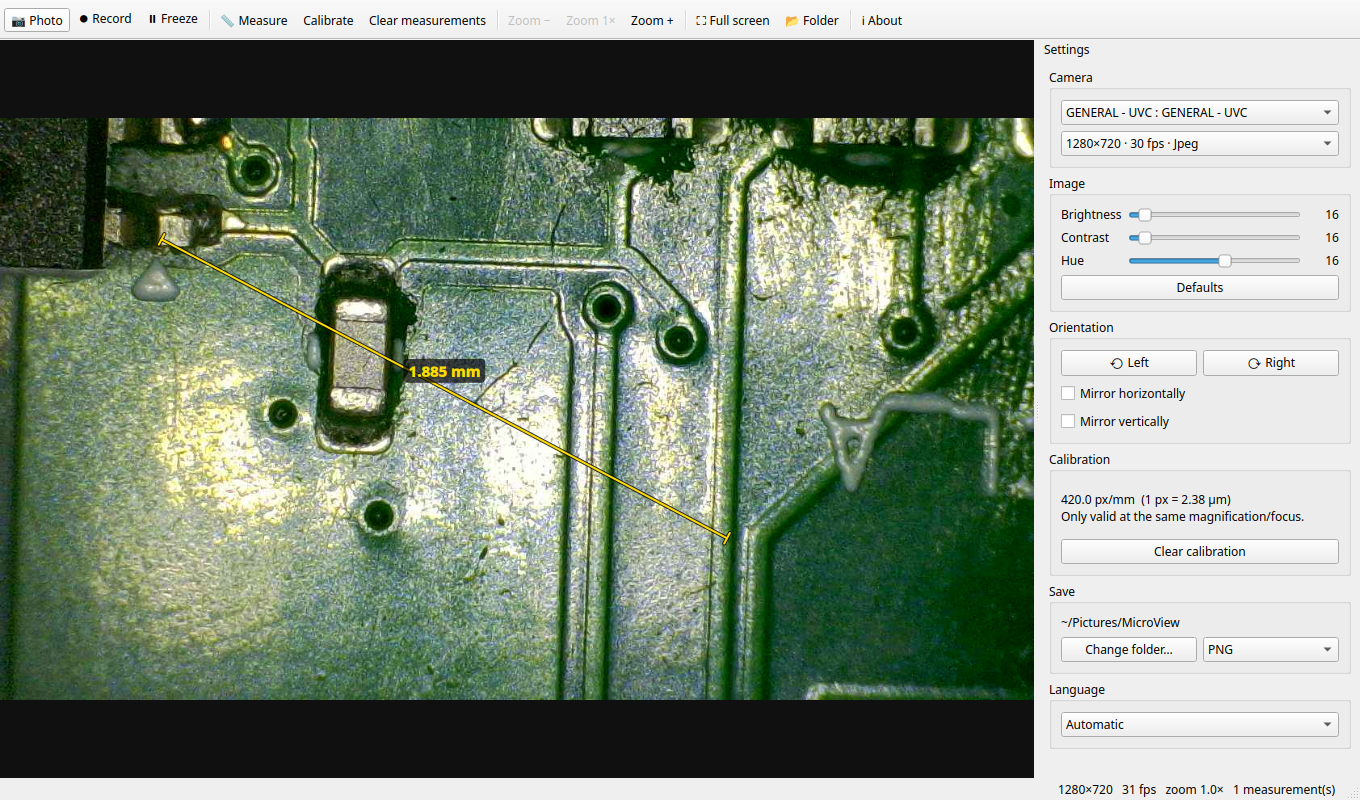 Photo Record Freeze Measure Calibrate Clear measurements Zoom − Zoom 1× Zoom + Full screen Folder i About
Settings
Camera
GENERAL - UVC : GENERAL - UVC
1280×720 · 30 fps · Jpeg
Image
Brightness 16
Contrast 16
Hue 16
Defaults
Orientation
Left Right
Mirror horizontally
Mirror vertically
Calibration
420.0 px/mm (1 px = 2.38 µm)
Only valid at the same magnification/focus.
Clear calibration
Save
~/Pictures/MicroView
Change folder... PNG
Language
Automatic
1.885 mm
1280×720 31 fps zoom 1.0× 1 measurement(s)